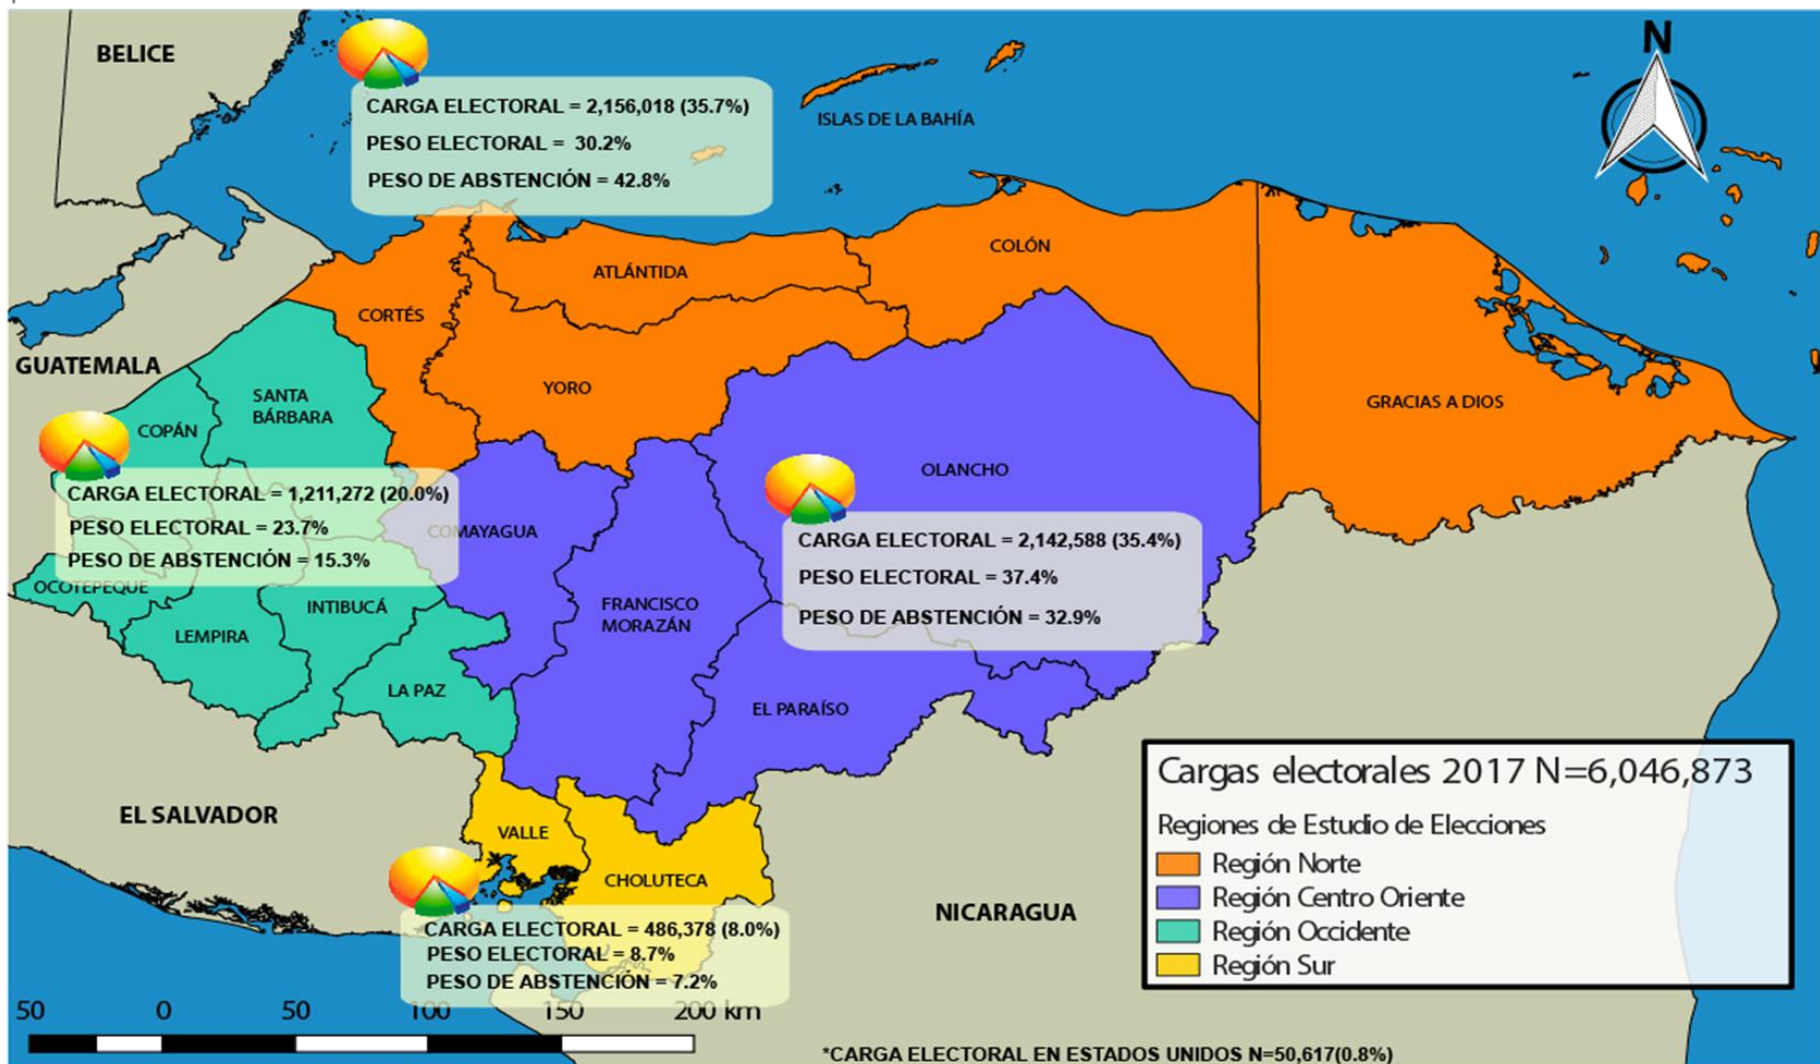 BELICE
N
CARGA ELECTORAL = 2,156,018 (35.7%)
PESO ELECTORAL = 30.2%
PESO DE ABSTENCIÓN = 42.8%
ISLAS DE LA BAHÍA
COLÓN
ATLÁNTIDA
CORTÉS
GUATEMALA
YORO
SANTA
BÁRBARA
GRACIAS A DIOS
COPÁN
OLANCHO
CARGA ELECTORAL = 1,211,272 (20.0%)
PESO ELECTORAL = 23.7%
PESO DE ABSTENCIÓN = 15.3%
COMAYAGUA
CARGA ELECTORAL = 2,142,588 (35.4%)
PESO ELECTORAL = 37.4%
PESO DE ABSTENCIÓN = 32.9%
OCOTEPEQUE
INTIBUCÁ
FRANCISCO
MORAZÁN
LEMPIRA
LA PAZ
EL PARAÍSO
EL SALVADOR
VALLE
CHOLUTECA
NICARAGUA
CARGA ELECTORAL = 486,378 (8.0%)
PESO ELECTORAL = 8.7%
PESO DE ABSTENCIÓN = 7.2%
Cargas electorales 2017 N=6,046,873
Regiones de Estudio de Elecciones
Región Norte
Región Centro Oriente
Región Occidente
Región Sur
50 0 50 100 150 200 km
*CARGA ELECTORAL EN ESTADOS UNIDOS N=50,617(0.8%)